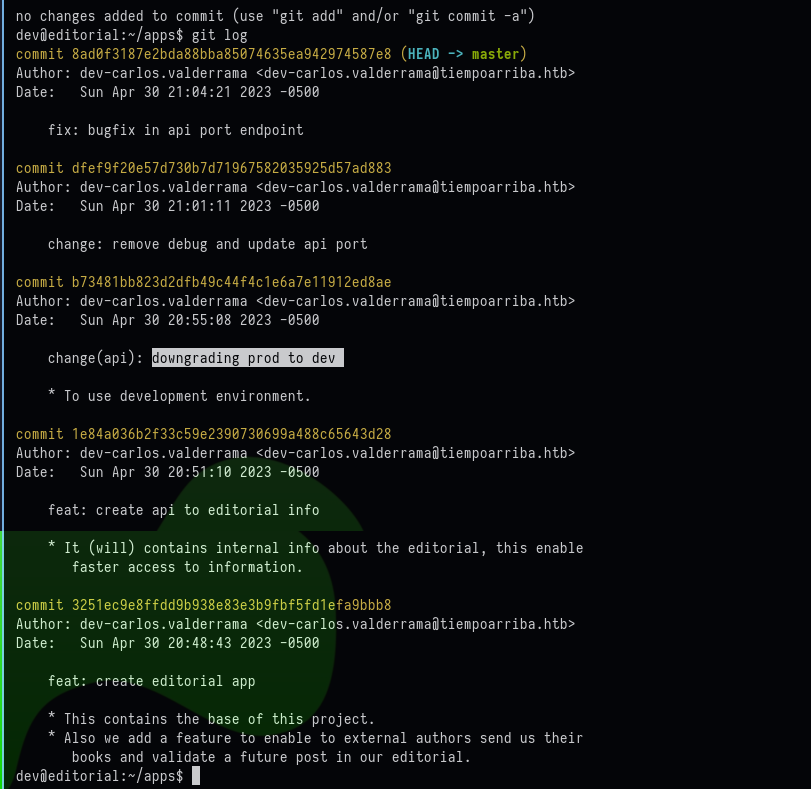 no changes added to commit (use "git add" and/or "git commit -a")
dev@editorial:~/apps$ git log
commit 8ad0f3187e2bda88bba85074635ea942974587e8 (HEAD -> master)
Author: dev-carlos.valderrama <dev-carlos.valderrama@tiempoarriba.htb>
Date:   Sun Apr 30 21:04:21 2023 -0500
    fix: bugfix in api port endpoint
commit dfef9f20e57d730b7d71967582035925d57ad883
Author: dev-carlos.valderrama <dev-carlos.valderrama@tiempoarriba.htb>
Date:   Sun Apr 30 21:01:11 2023 -0500
    change: remove debug and update api port
commit b73481bb823d2dfb49c44f4c1e6a7e11912ed8ae
Author: dev-carlos.valderrama <dev-carlos.valderrama@tiempoarriba.htb>
Date:   Sun Apr 30 20:55:08 2023 -0500
    change(api): downgrading prod to dev
    * To use development environment.
commit 1e84a036b2f33c59e2390730699a488c65643d28
Author: dev-carlos.valderrama <dev-carlos.valderrama@tiempoarriba.htb>
Date:   Sun Apr 30 20:51:10 2023 -0500
    feat: create api to editorial info
    * It (will) contains internal info about the editorial, this enable
       faster access to information.
commit 3251ec9e8ffdd9b938e83e3b9fbf5fd1efa9bbb8
Author: dev-carlos.valderrama <dev-carlos.valderrama@tiempoarriba.htb>
Date:   Sun Apr 30 20:48:43 2023 -0500
    feat: create editorial app
    * This contains the base of this project.
    * Also we add a feature to enable to external authors send us their
       books and validate a future post in our editorial.
dev@editorial:~/apps$